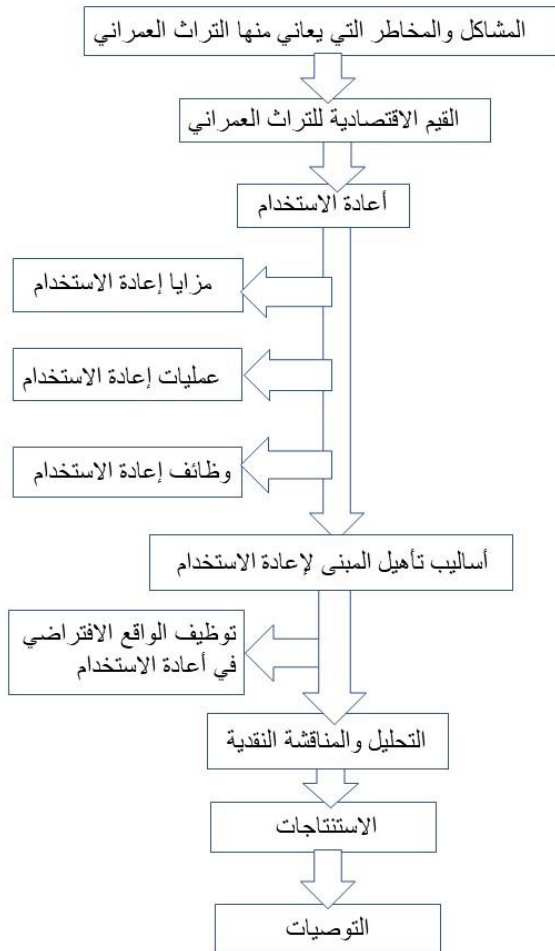 المشاكل والمخاطر التي يعاني منها التراث العمراني
القيم الاقتصادية للتراث العمراني
أعادة الاستخدام
مزايا إعادة الاستخدام
عمليات إعادة الاستخدام
وظائف إعادة الاستخدام
أساليب تأهيل المبنى لإعادة الاستخدام
توظيف الواقع الافتراضي
في أعادة الاستخدام
التحليل والمناقشة النقدية
الاستنتاجات
التوصيات